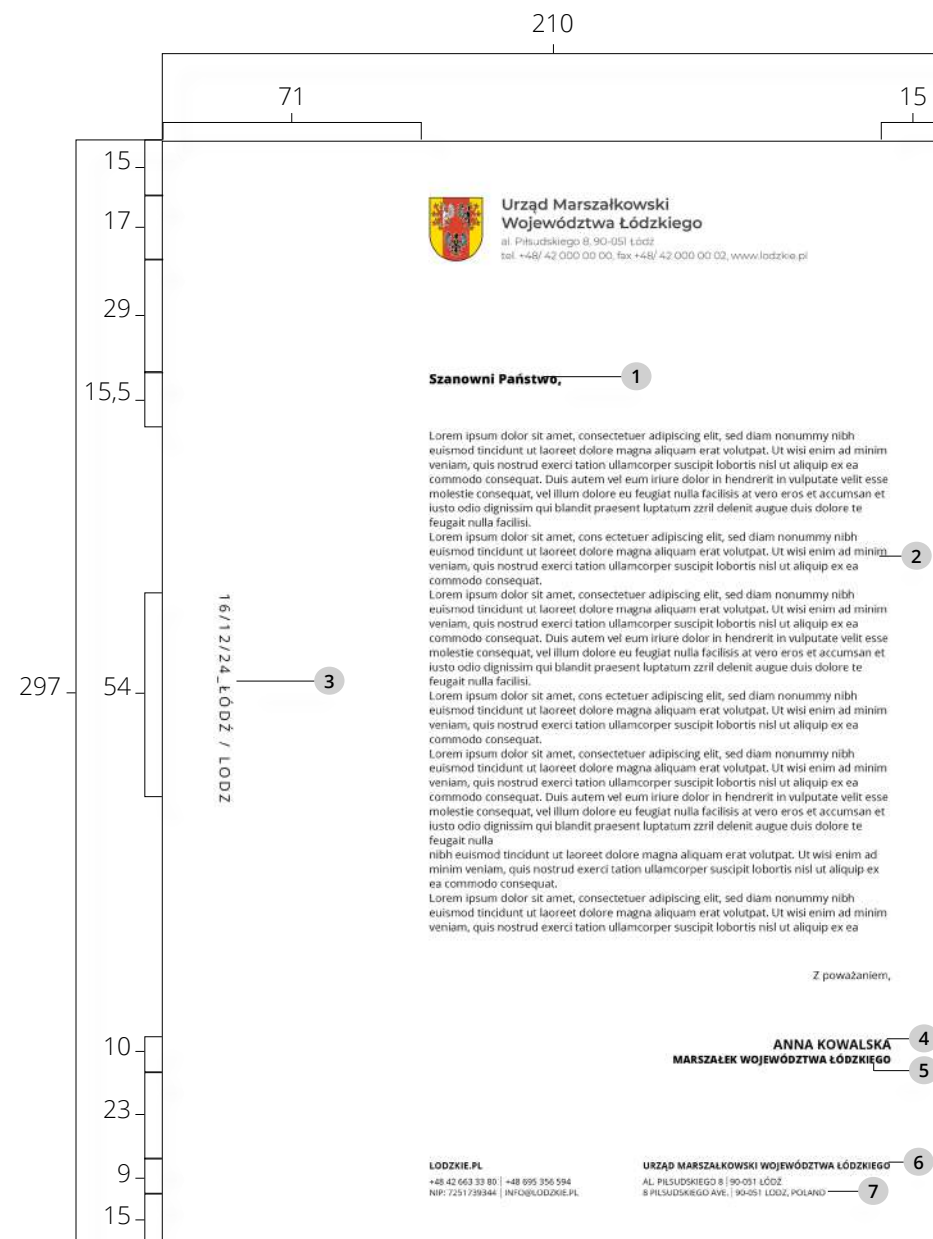 210
71
15
15
17
29
15,5
297
54
10
23
9
15
Urząd Marszałkowski
Województwa Łódzkiego
al. Piłsudskiego 8, 90-051 Łódź
tel. +48/ 42 000 00 00, fax +48/ 42 000 00 02, www.lodzkie.pl
Szanowni Państwo,
1
Lorem ipsum dolor sit amet, consectetuer adipiscing elit, sed diam nonummy nibh
euismod tincidunt ut laoreet dolore magna aliquam erat volutpat. Ut wisi enim ad minim
veniam, quis nostrud exerci tation ullamcorper suscipit lobortis nisl ut aliquip ex ea
commodo consequat. Duis autem vel eum iriure dolor in hendrerit in vulputate velit esse
molestie consequat, vel illum dolore eu feugiat nulla facilisis at vero eros et accumsan et
iusto odio dignissim qui blandit praesent luptatum zzril delenit augue duis dolore te
feugait nulla facilisi.
Lorem ipsum dolor sit amet, cons ectetuer adipiscing elit, sed diam nonummy nibh
euismod tincidunt ut laoreet dolore magna aliquam erat volutpat. Ut wisi enim ad minim
2
veniam, quis nostrud exerci tation ullamcorper suscipit lobortis nisl ut aliquip ex ea
commodo consequat.
Lorem ipsum dolor sit amet, consectetuer adipiscing elit, sed diam nonummy nibh
euismod tincidunt ut laoreet dolore magna aliquam erat volutpat. Ut wisi enim ad minim
veniam, quis nostrud exerci tation ullamcorper suscipit lobortis nisl ut aliquip ex ea
commodo consequat. Duis autem vel eum iriure dolor in hendrerit in vulputate velit esse
molestie consequat, vel illum dolore eu feugiat nulla facilisis at vero eros et accumsan et
iusto odio dignissim qui blandit praesent luptatum zzril delenit augue duis dolore te
feugait nulla facilisi.
Lorem ipsum dolor sit amet, cons ectetuer adipiscing elit, sed diam nonummy nibh
euismod tincidunt ut laoreet dolore magna aliquam erat volutpat. Ut wisi enim ad minim
veniam, quis nostrud exerci tation ullamcorper suscipit lobortis nisl ut aliquip ex ea
commodo consequat.
Lorem ipsum dolor sit amet, consectetuer adipiscing elit, sed diam nonummy nibh
euismod tincidunt ut laoreet dolore magna aliquam erat volutpat. Ut wisi enim ad minim
veniam, quis nostrud exerci tation ullamcorper suscipit lobortis nisl ut aliquip ex ea
commodo consequat. Duis autem vel eum iriure dolor in hendrerit in vulputate velit esse
molestie consequat, vel illum dolore eu feugiat nulla facilisis at vero eros et accumsan et
iusto odio dignissim qui blandit praesent luptatum zzril delenit augue duis dolore te
feugait nulla
nibh euismod tincidunt ut laoreet dolore magna aliquam erat volutpat. Ut wisi enim ad
minim veniam, quis nostrud exerci tation ullamcorper suscipit lobortis nisl ut aliquip ex
ea commodo consequat.
Lorem ipsum dolor sit amet, consectetuer adipiscing elit, sed diam nonummy nibh
euismod tincidunt ut laoreet dolore magna aliquam erat volutpat. Ut wisi enim ad minim
veniam, quis nostrud exerci tation ullamcorper suscipit lobortis nisl ut aliquip ex ea
16/12/24_ŁÓDŹ / LODZ
3
Z poważaniem,
ANNA KOWALSKA
4
MARSZAŁEK WOJEWÓDZTWA ŁÓDZKIEGO
5
LODZKIE.PL
+48 42 663 33 80 | +48 695 356 594
NIP: 7251739344 | INFO@LODZKIE.PL
URZĄD MARSZAŁKOWSKI WOJEWÓDZTWA ŁÓDZKIEGO
6
AL. PIŁSUDSKIEGO 8 | 90-051 ŁÓDŹ
8 PILSUDSKIEGO AVE. | 90-051 LODZ, POLAND
7